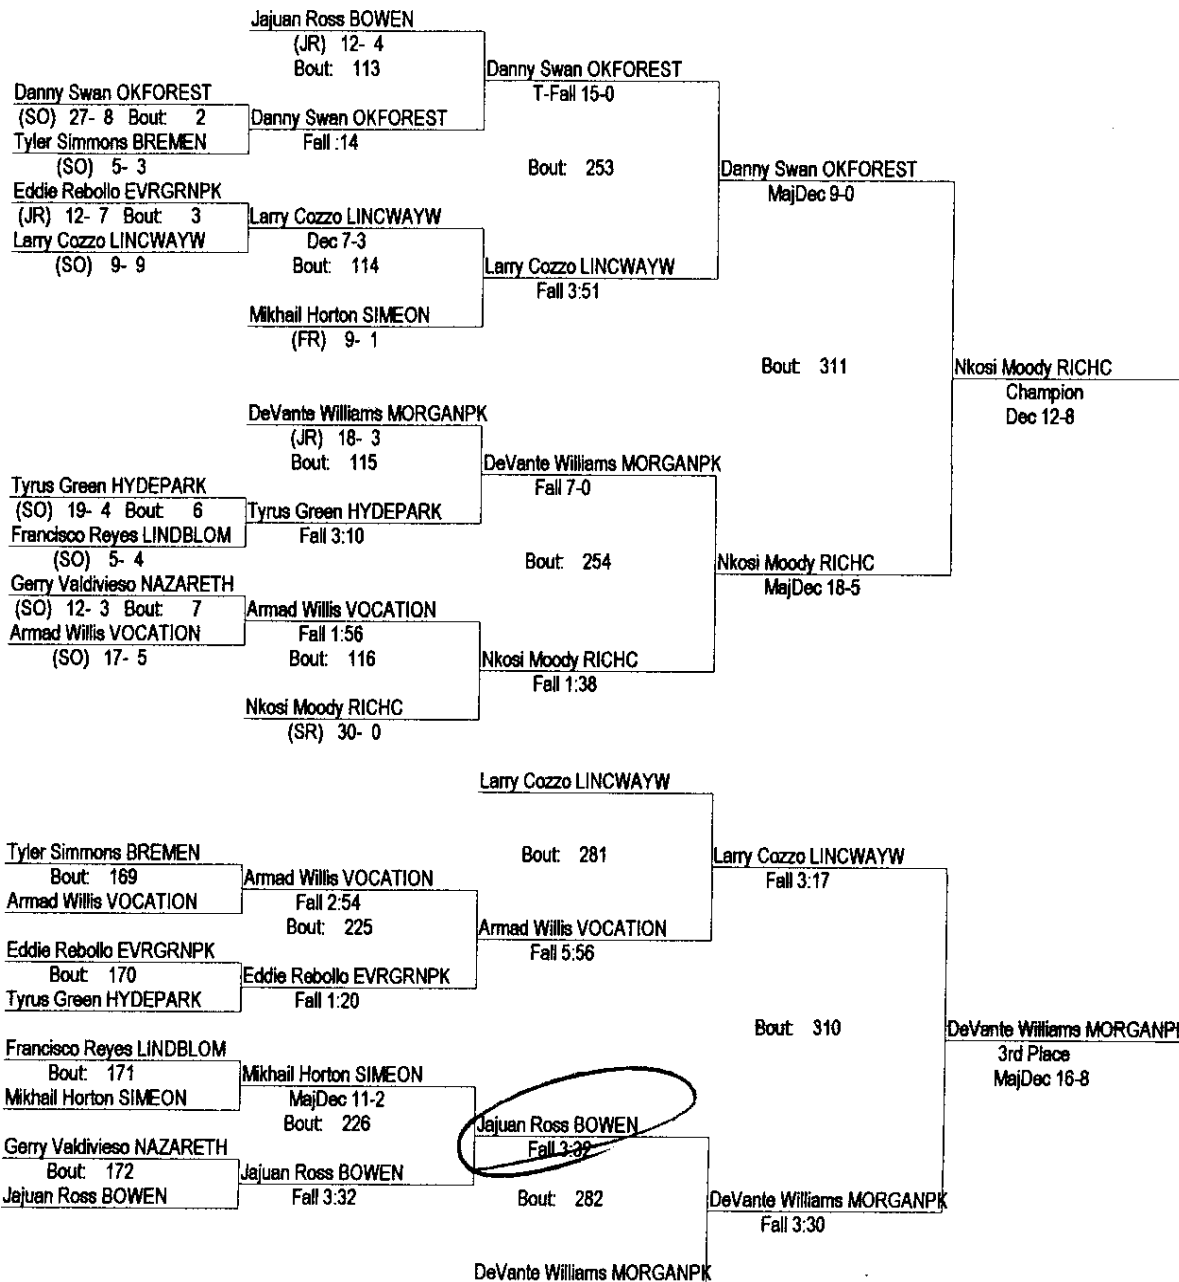 Jajuan Ross BOWEN
(JR) 12- 4
Bout: 113
Danny Swan OKFOREST
T-Fall 15-0
Danny Swan OKFOREST
(SO) 27- 8 Bout: 2
Danny Swan OKFOREST
Fall :14
Tyler Simmons BREMEN
(SO) 5- 3
Bout: 253
Danny Swan OKFOREST
MajDec 9-0
Eddie Rebollo EVRGRNPK
(JR) 12- 7 Bout: 3
Larry Cozzo LINCWAYW
Dec 7-3
Bout: 114
Larry Cozzo LINCWAYW
(SO) 9- 9
Larry Cozzo LINCWAYW
Fall 3:51
Mikhail Horton SIMEON
(FR) 9- 1
Bout: 311
Nkosi Moody RICHC
Champion
Dec 12-8
DeVante Williams MORGANPK
(JR) 18- 3
Bout: 115
DeVante Williams MORGANPK
Fall 7-0
Tyrus Green HYDEPARK
(SO) 19- 4 Bout: 6
Tyrus Green HYDEPARK
Fall 3:10
Francisco Reyes LINDBLOM
(SO) 5- 4
Bout: 254
Nkosi Moody RICHC
MajDec 18-5
Gerry Valdivieso NAZARETH
(SO) 12- 3 Bout: 7
Armad Willis VOCATION
Fall 1:56
Bout: 116
Armad Willis VOCATION
(SO) 17- 5
Nkosi Moody RICHC
Fall 1:38
Nkosi Moody RICHC
(SR) 30- 0
Larry Cozzo LINCWAYW
Bout: 281
Larry Cozzo LINCWAYW
Fall 3:17
Tyler Simmons BREMEN
Bout: 169
Armad Willis VOCATION
Armad Willis VOCATION
Fall 2:54
Bout: 225
Armad Willis VOCATION
Fall 5:56
Eddie Rebollo EVRGRNPK
Bout: 170
Tyrus Green HYDEPARK
Eddie Rebollo EVRGRNPK
Fall 1:20
Bout: 310
DeVante Williams MORGANPK
3rd Place
MajDec 16-8
Francisco Reyes LINDBLOM
Bout: 171
Mikhail Horton SIMEON
Mikhail Horton SIMEON
MajDec 11-2
Bout: 226
Jajuan Ross BOWEN
Fall 3:39
Gerry Valdivieso NAZARETH
Bout: 172
Jajuan Ross BOWEN
Jajuan Ross BOWEN
Fall 3:32
Bout: 282
DeVante Williams MORGANPK
Fall 3:30
DeVante Williams MORGANPK